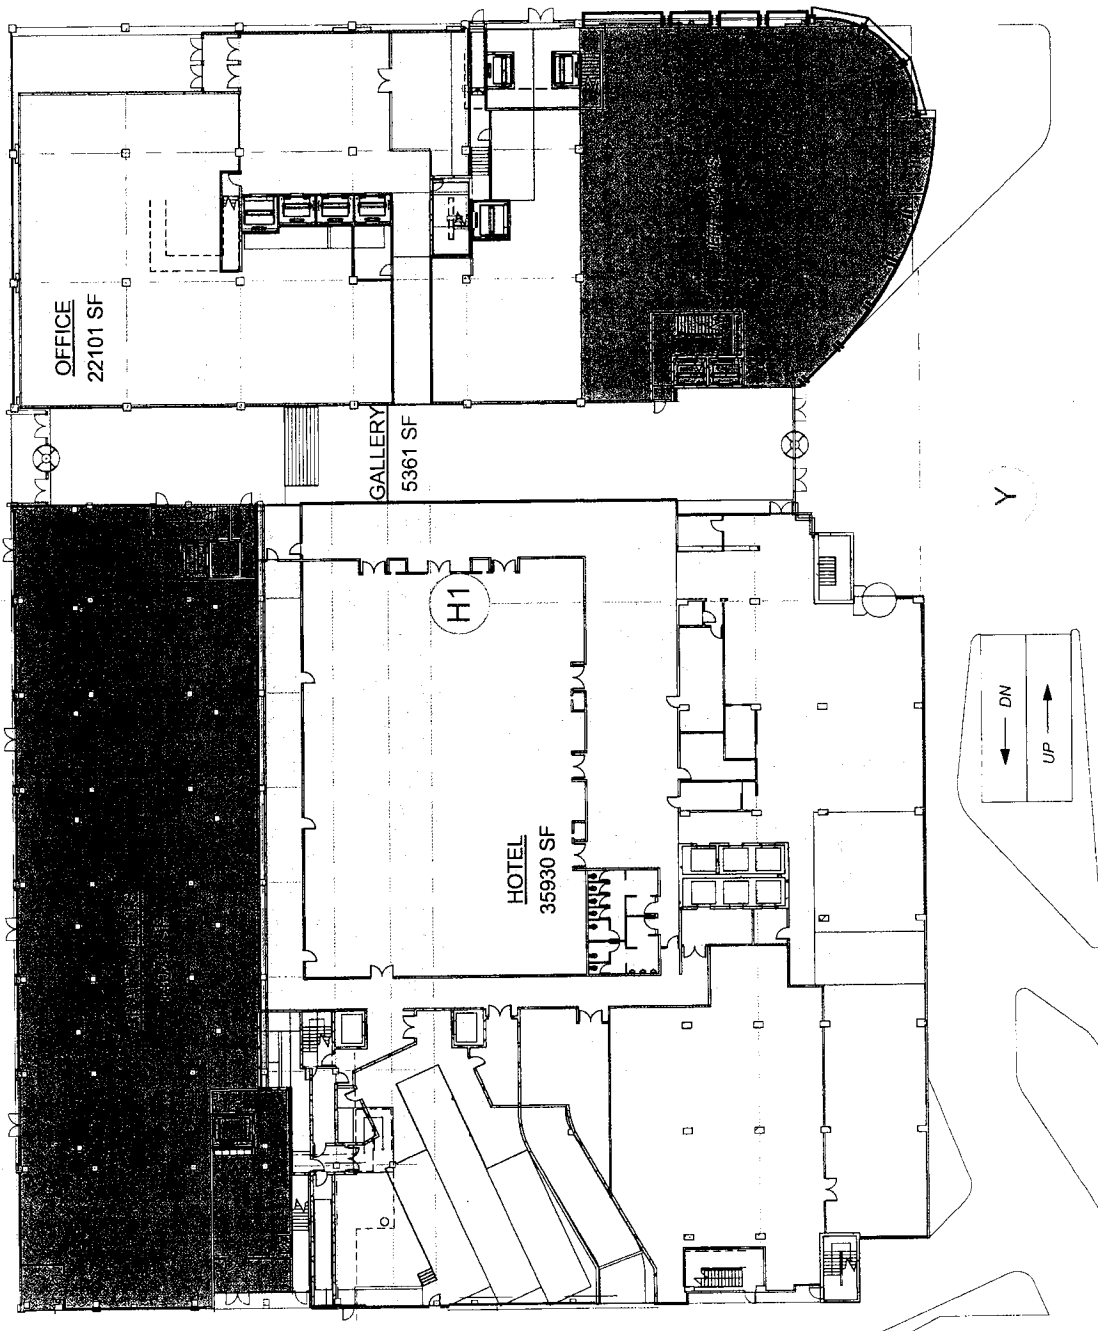 OFFICE
22101 SF
GALLERY
5361 SF
Y
H1
DN
UP
HOTEL
35930 SF